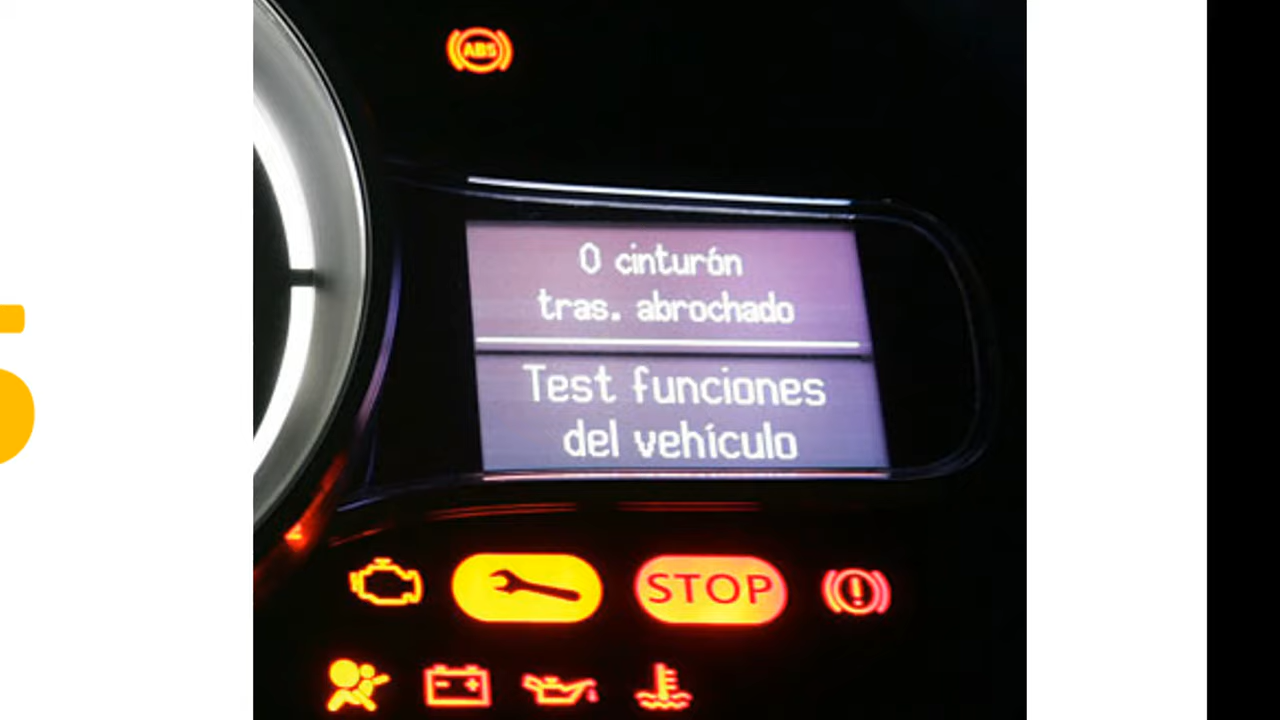 ABS
0 cinturón
tras. abrochado
Test funciones
del vehículo
STOP